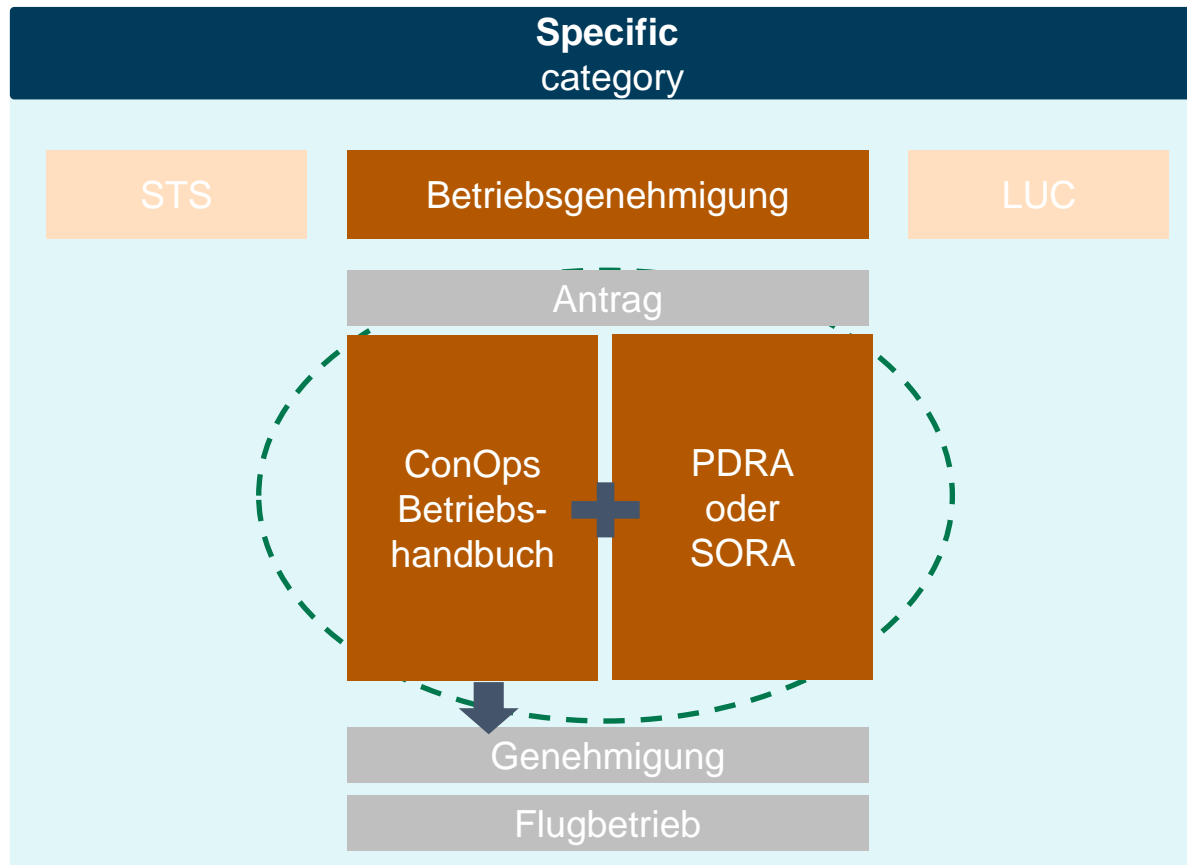 Specific
category
STS
Betriebsgenehmigung
LUC
Antrag
ConOps
Betriebs-
handbuch
PDRA
oder
SORA
Genehmigung
Flugbetrieb